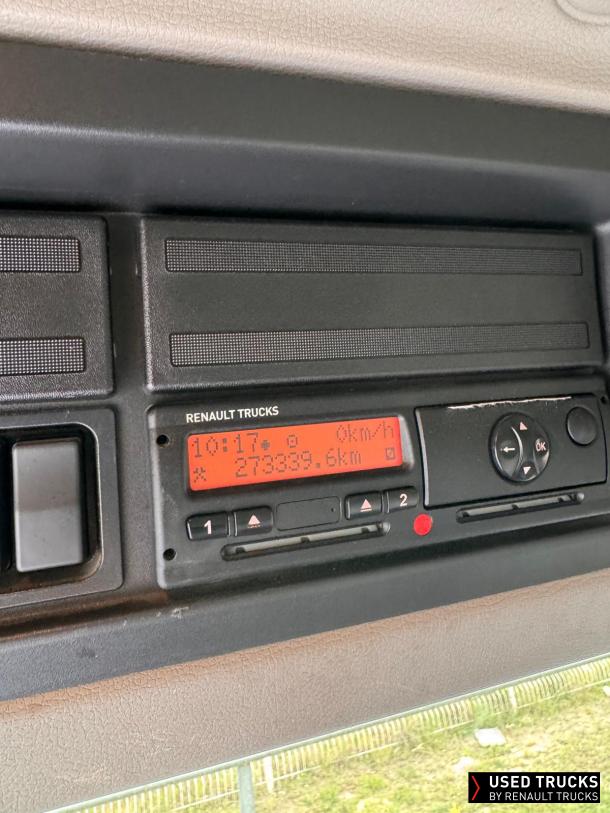 RENAULT TRUCKS
10:17 0km/h
273339.6km
1 2
OK
USED TRUCKS
BY RENAULT TRUCKS